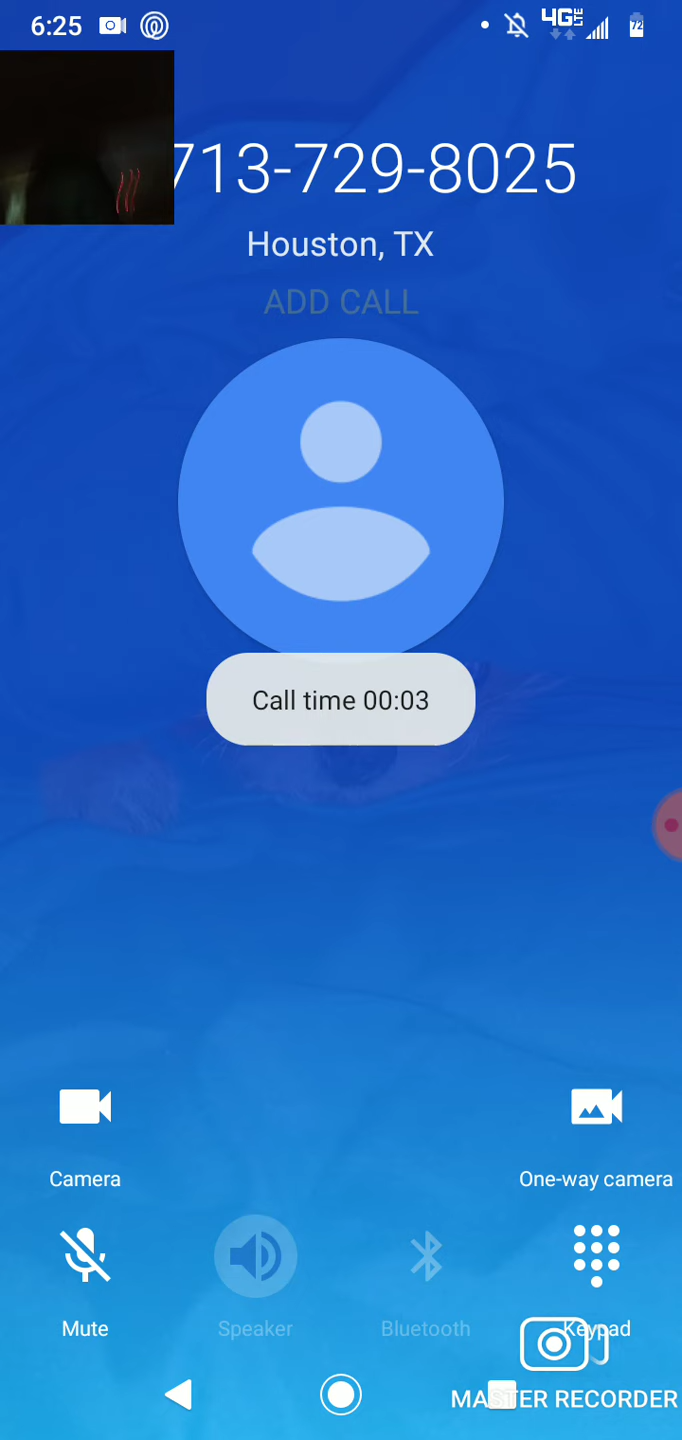 6:25 4G LTE 72
713-729-8025
Houston, TX
ADD CALL
Call time 00:03
Camera One-way camera
Mute Speaker Bluetooth Keypad
MASTER RECORDER